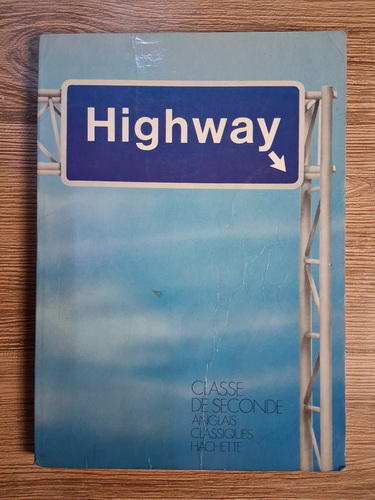 Highway
CLASSE
DE SECONDE
ANGLAIS
CLASSIQUES
HACHETTE